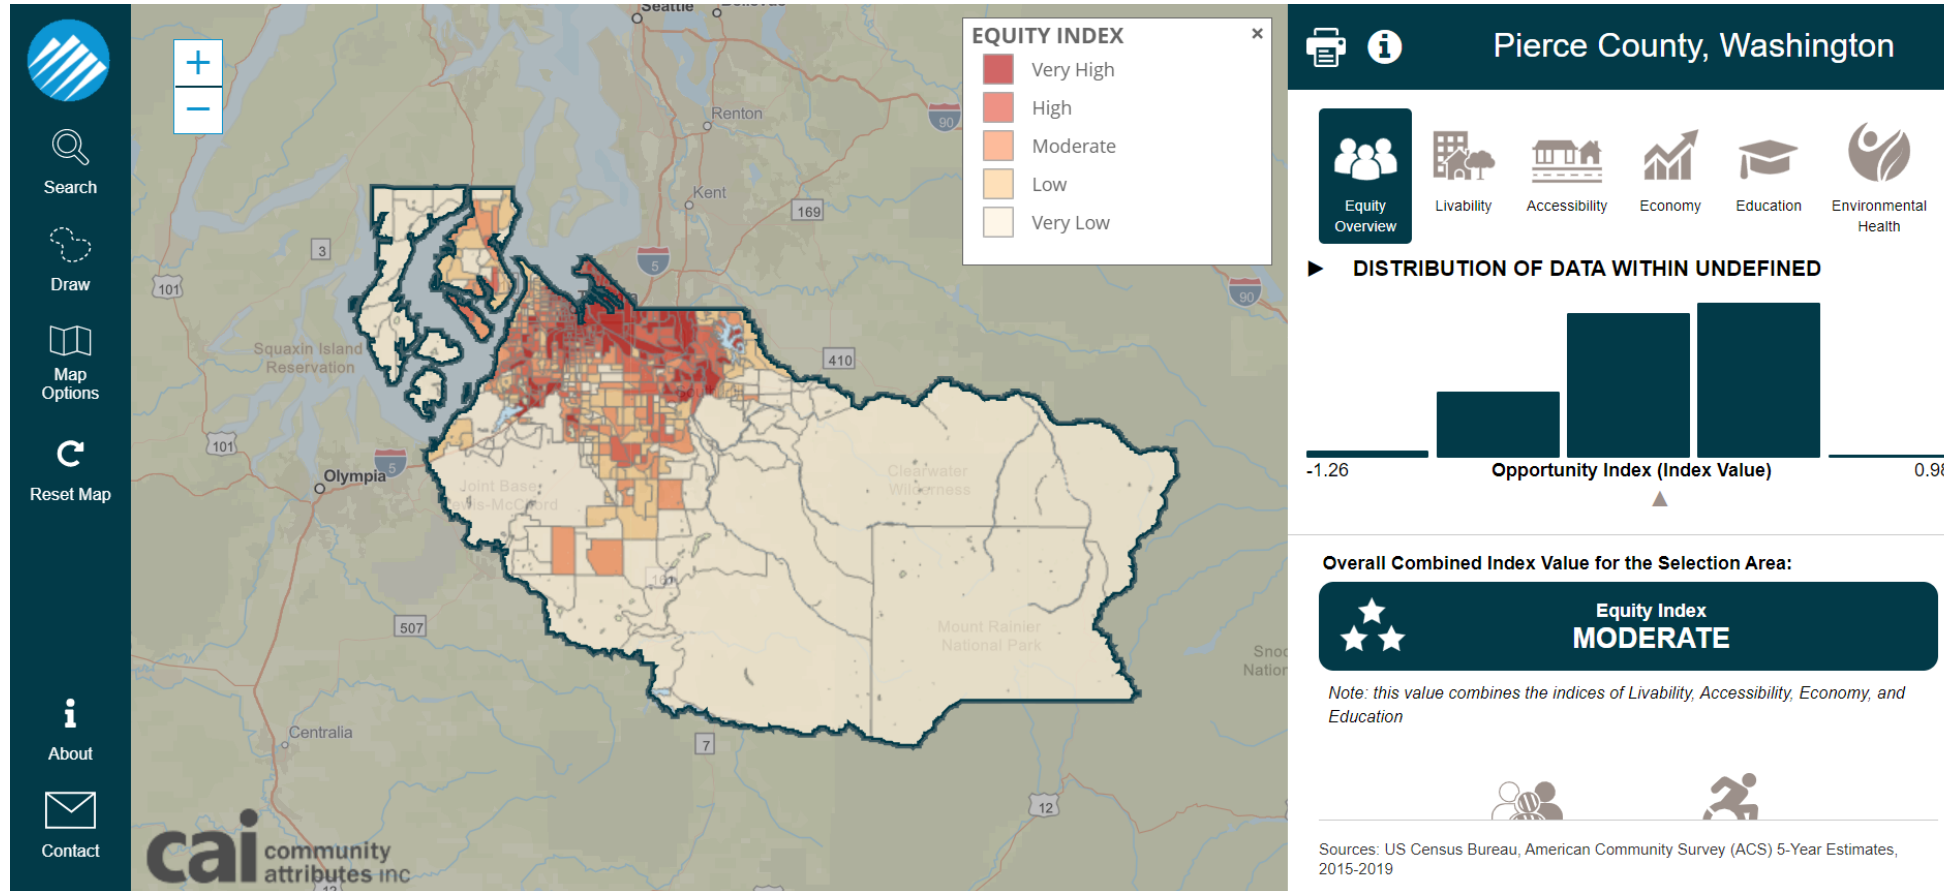 Search
Draw
Map
Options
Reset Map
About
Contact
+
−
Seattle
Renton
Kent
90
169
3
5
101
90
410
Squaxin Island
Reservation
101
5
Olympia
Joint Base
Lewis-McChord
Clearwater
Wilderness
507
Mount Rainier
National Park
Centralia
7
12
12
cai community
attributes inc
EQUITY INDEX ×
Very High
High
Moderate
Low
Very Low
Pierce County, Washington
Equity
Overview
Livability
Accessibility
Economy
Education
Environmental
Health
► DISTRIBUTION OF DATA WITHIN UNDEFINED
-1.26 Opportunity Index (Index Value) 0.98
Overall Combined Index Value for the Selection Area:
Equity Index
MODERATE
Note: this value combines the indices of Livability, Accessibility, Economy, and
Education
Sources: US Census Bureau, American Community Survey (ACS) 5-Year Estimates,
2015-2019